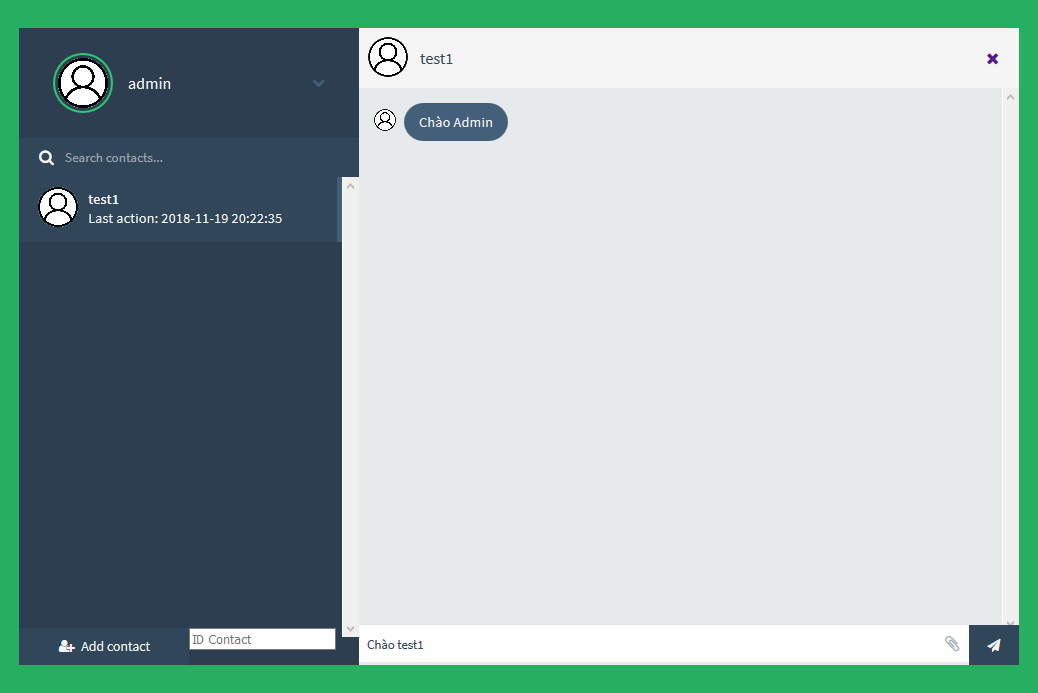 admin
Search contacts...
test1
Last action: 2018-11-19 20:22:35
Add contact
ID Contact
test1
Chào Admin
Chào test1